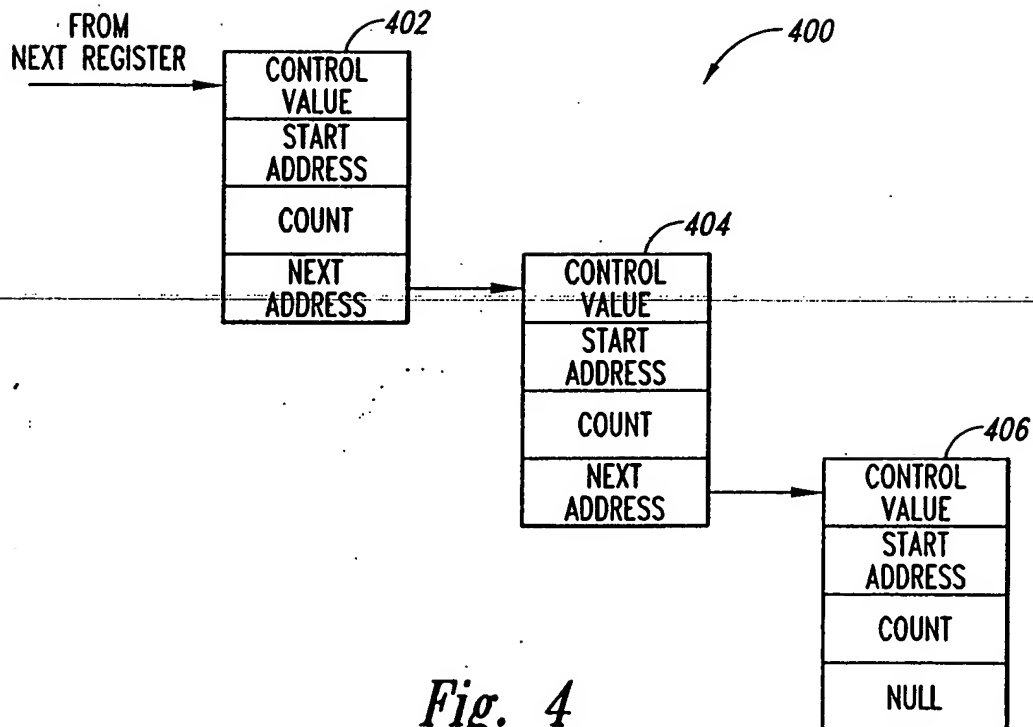 FROM
NEXT REGISTER
402
400
CONTROL
VALUE
START
ADDRESS
COUNT
NEXT
ADDRESS
404
CONTROL
VALUE
START
ADDRESS
COUNT
NEXT
ADDRESS
406
CONTROL
VALUE
START
ADDRESS
COUNT
NULL
Fig. 4